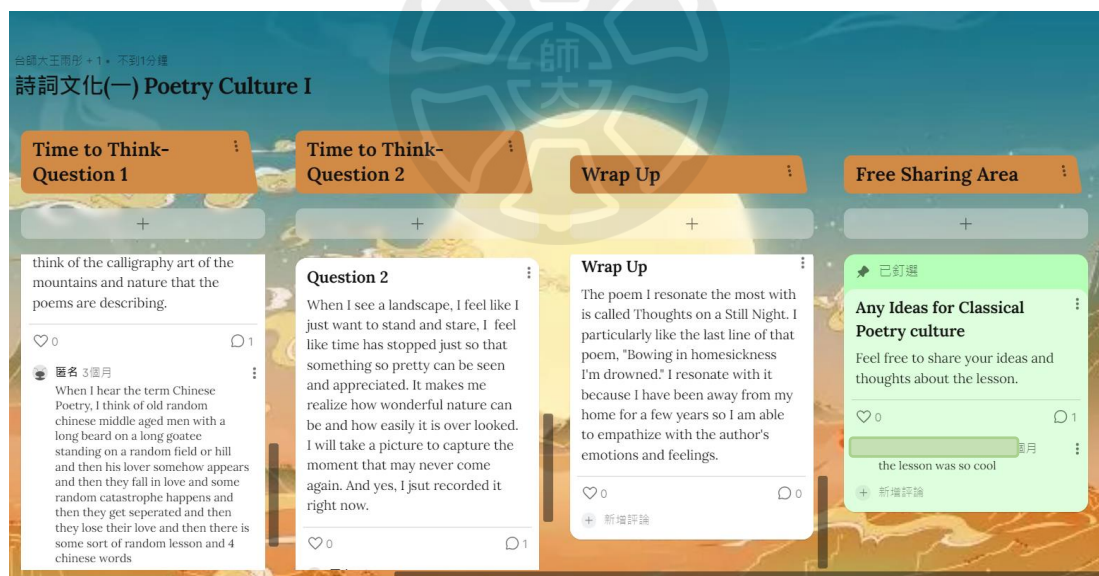 台師大王雨彤 + 1 • 不到1分鐘
詩詞文化(一) Poetry Culture I
Time to Think-
Question 1
think of the calligraphy art of the
mountains and nature that the
poems are describing.
0
1
匿名 3個月
When I hear the term Chinese
Poetry, I think of old random
chinese middle aged men with a
long beard on a long goatee
standing on a random field or hill
and then his lover somehow appears
and then they fall in love and some
random catastrophe happens and
then they get seperated and then
they lose their love and then there is
some sort of random lesson and 4
chinese words
Time to Think-
Question 2
Question 2
When I see a landscape, I feel like I
just want to stand and stare, I feel
like time has stopped just so that
something so pretty can be seen
and appreciated. It makes me
realize how wonderful nature can
be and how easily it is over looked.
I will take a picture to capture the
moment that may never come
again. And yes, I jsut recorded it
right now.
0
1
Wrap Up
Wrap Up
The poem I resonate the most with
is called Thoughts on a Still Night. I
particularly like the last line of that
poem, "Bowing in homesickness
I'm drowned." I resonate with it
because I have been away from my
home for a few years so I am able
to empathize with the author's
emotions and feelings.
0
0
新增評論
Free Sharing Area
已釘選
Any Ideas for Classical
Poetry culture
Feel free to share your ideas and
thoughts about the lesson.
0
1
個月
the lesson was so cool
新增評論
師大